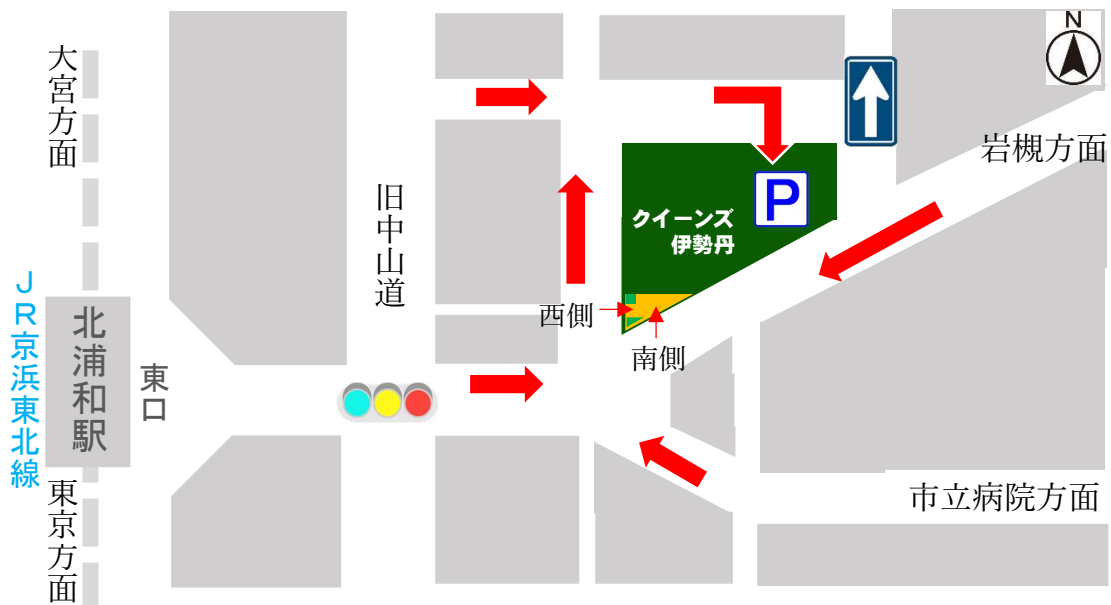 N
大宮方面
岩槻方面
旧中山道
P
クイーンズ
伊勢丹
JR京浜東北線
北浦和駅
東口
西側
南側
東京方面
市立病院方面